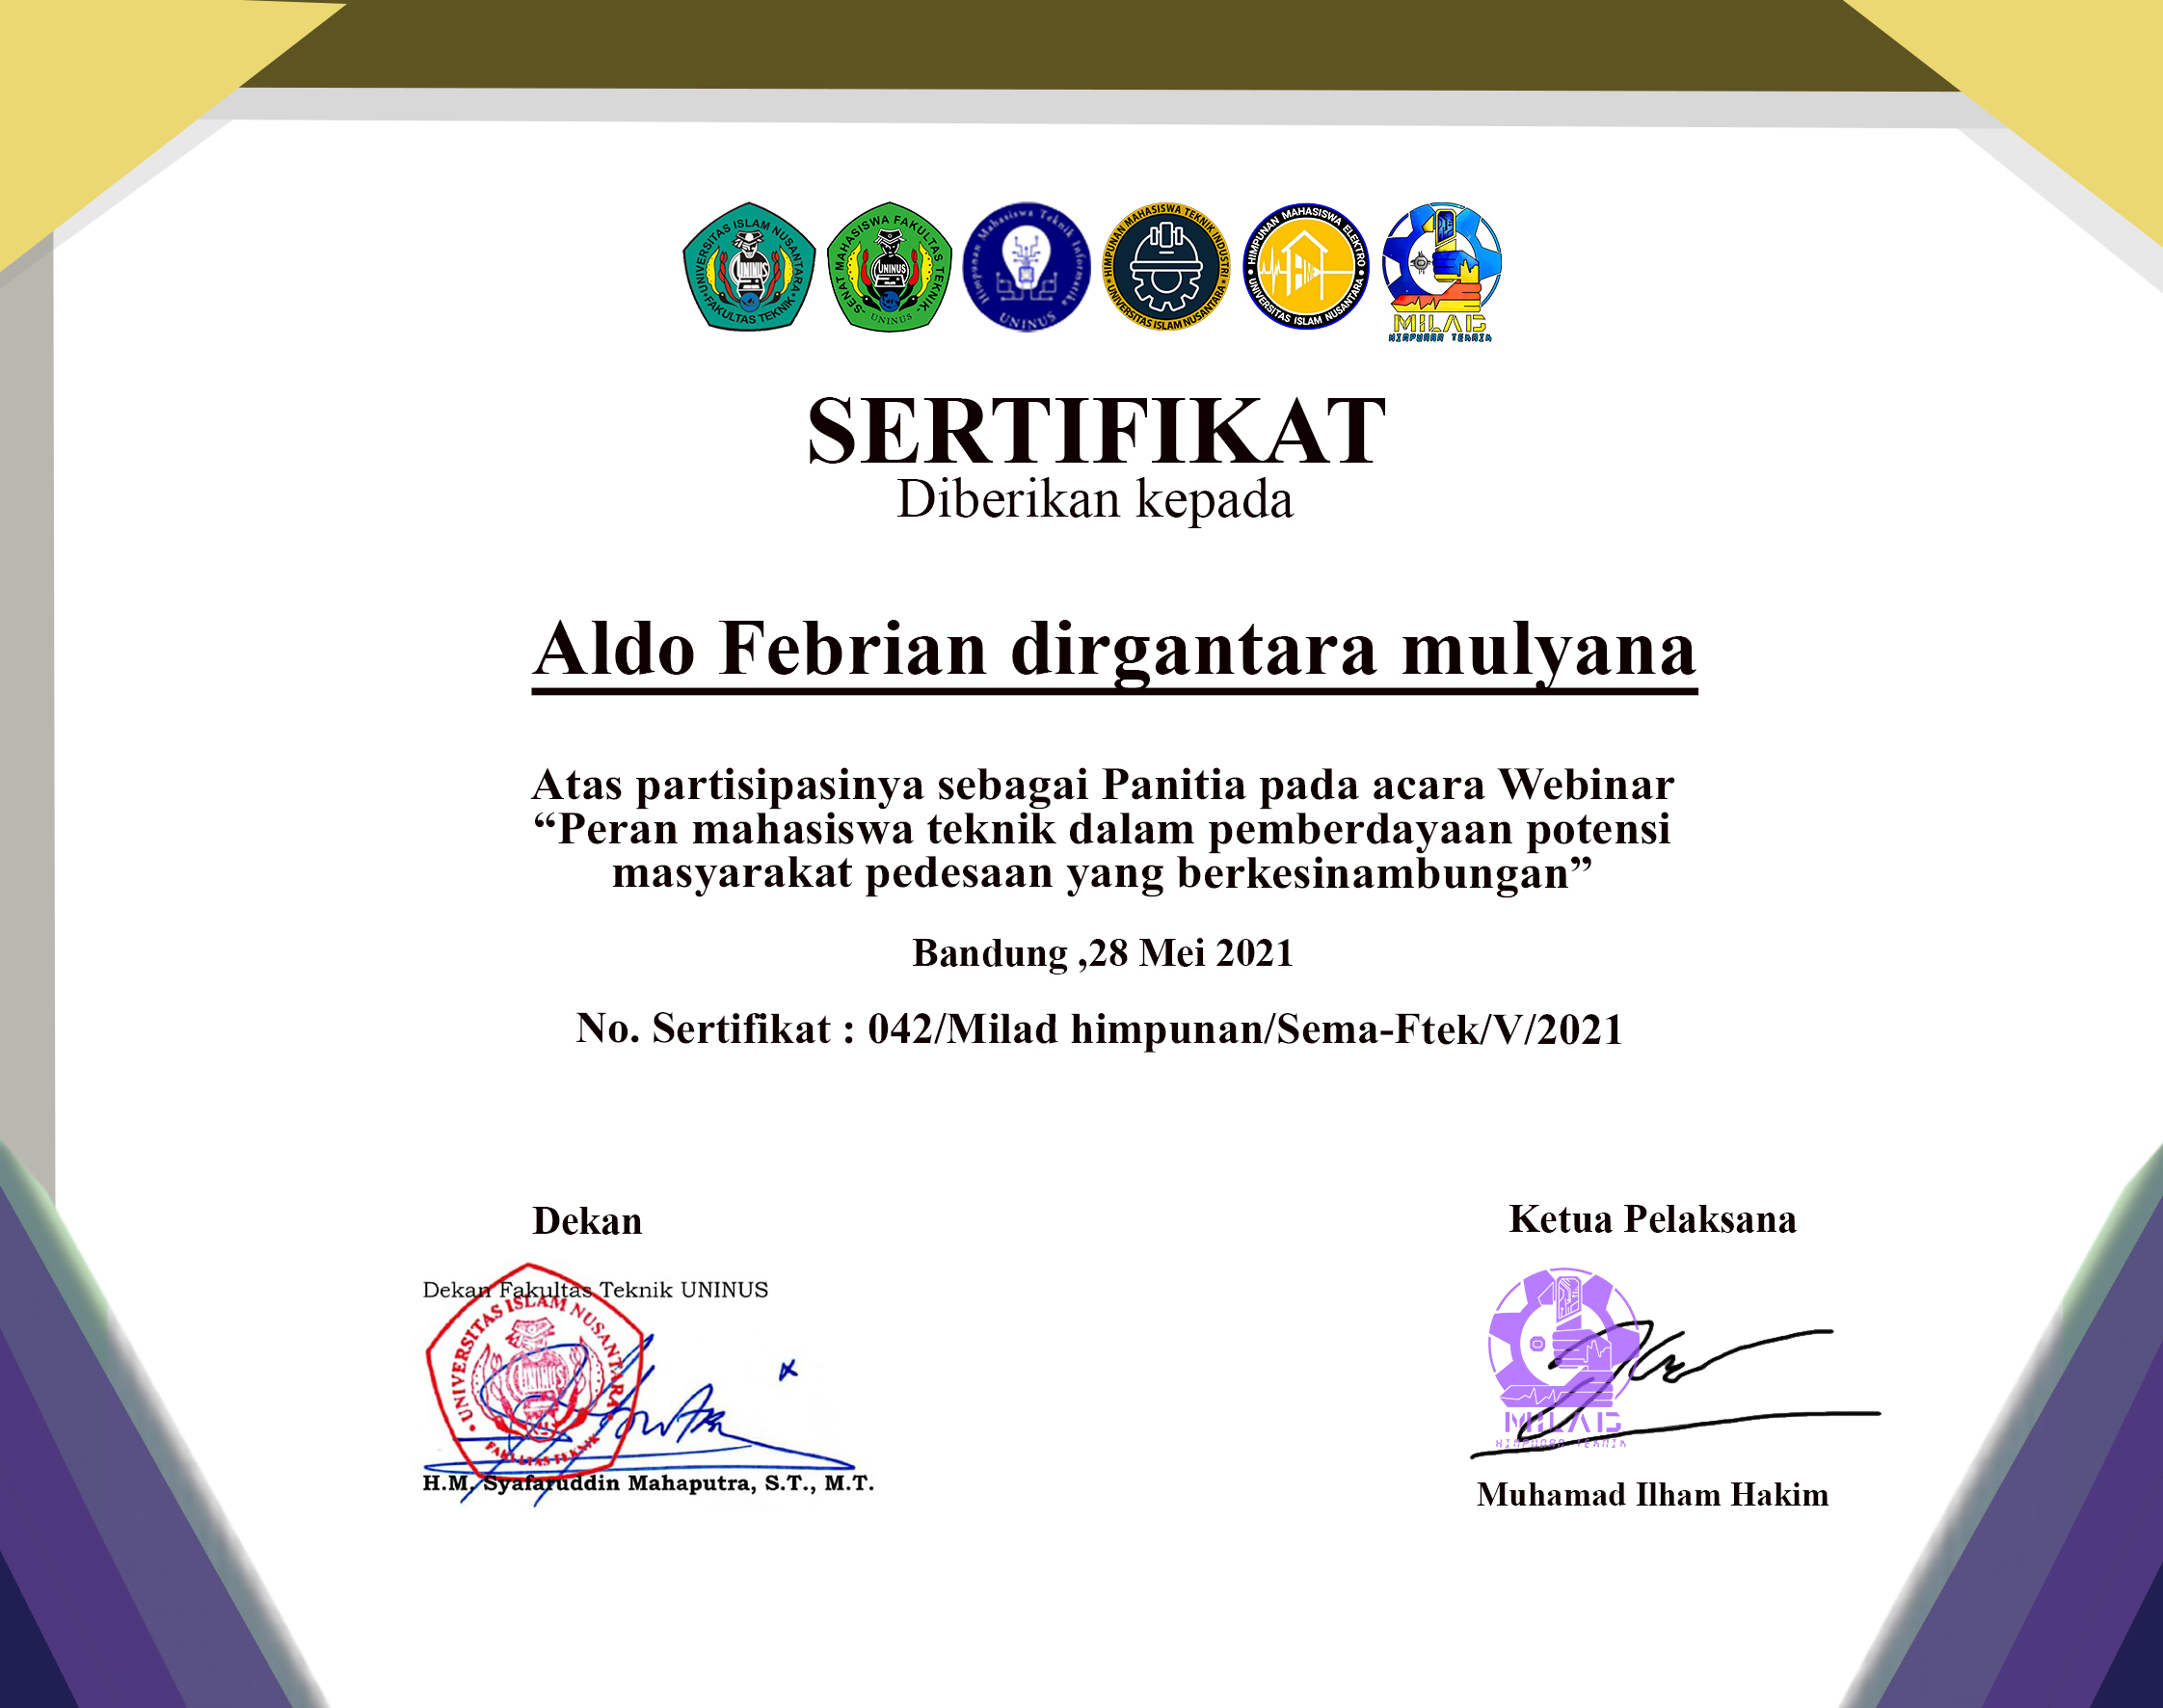 UNIVERSITAS ISLAM NUSANTARA
UNINUS
FAKULTAS TEKNIK
SENAT MAHASISWA FAKULTAS TEKNIK
UNINUS
UNINUS
Himpunan Mahasiswa Teknik Informatika
UNINUS
HIMPUNAN MAHASISWA TEKNIK INDUSTRI
UNIVERSITAS ISLAM NUSANTARA
HIMPUNAN MAHASISWA ELEKTRO
UNIVERSITAS ISLAM NUSANTARA
MILAD
HIMPUNAN TEKNIK
SERTIFIKAT
Diberikan kepada
Aldo Febrian dirgantara mulyana
Atas partisipasinya sebagai Panitia pada acara Webinar
“Peran mahasiswa teknik dalam pemberdayaan potensi
masyarakat pedesaan yang berkesinambungan”
Bandung ,28 Mei 2021
No. Sertifikat : 042/Milad himpunan/Sema-Ftek/V/2021
Dekan
Ketua Pelaksana
Dekan Fakultas Teknik UNINUS
UNIVERSITAS ISLAM NUSANTARA
UNINUS
FAKULTAS TEKNIK
MILAD
HIMPUNAN TEKNIK
H.M. Syafaruddin Mahaputra, S.T., M.T.
Muhamad Ilham Hakim